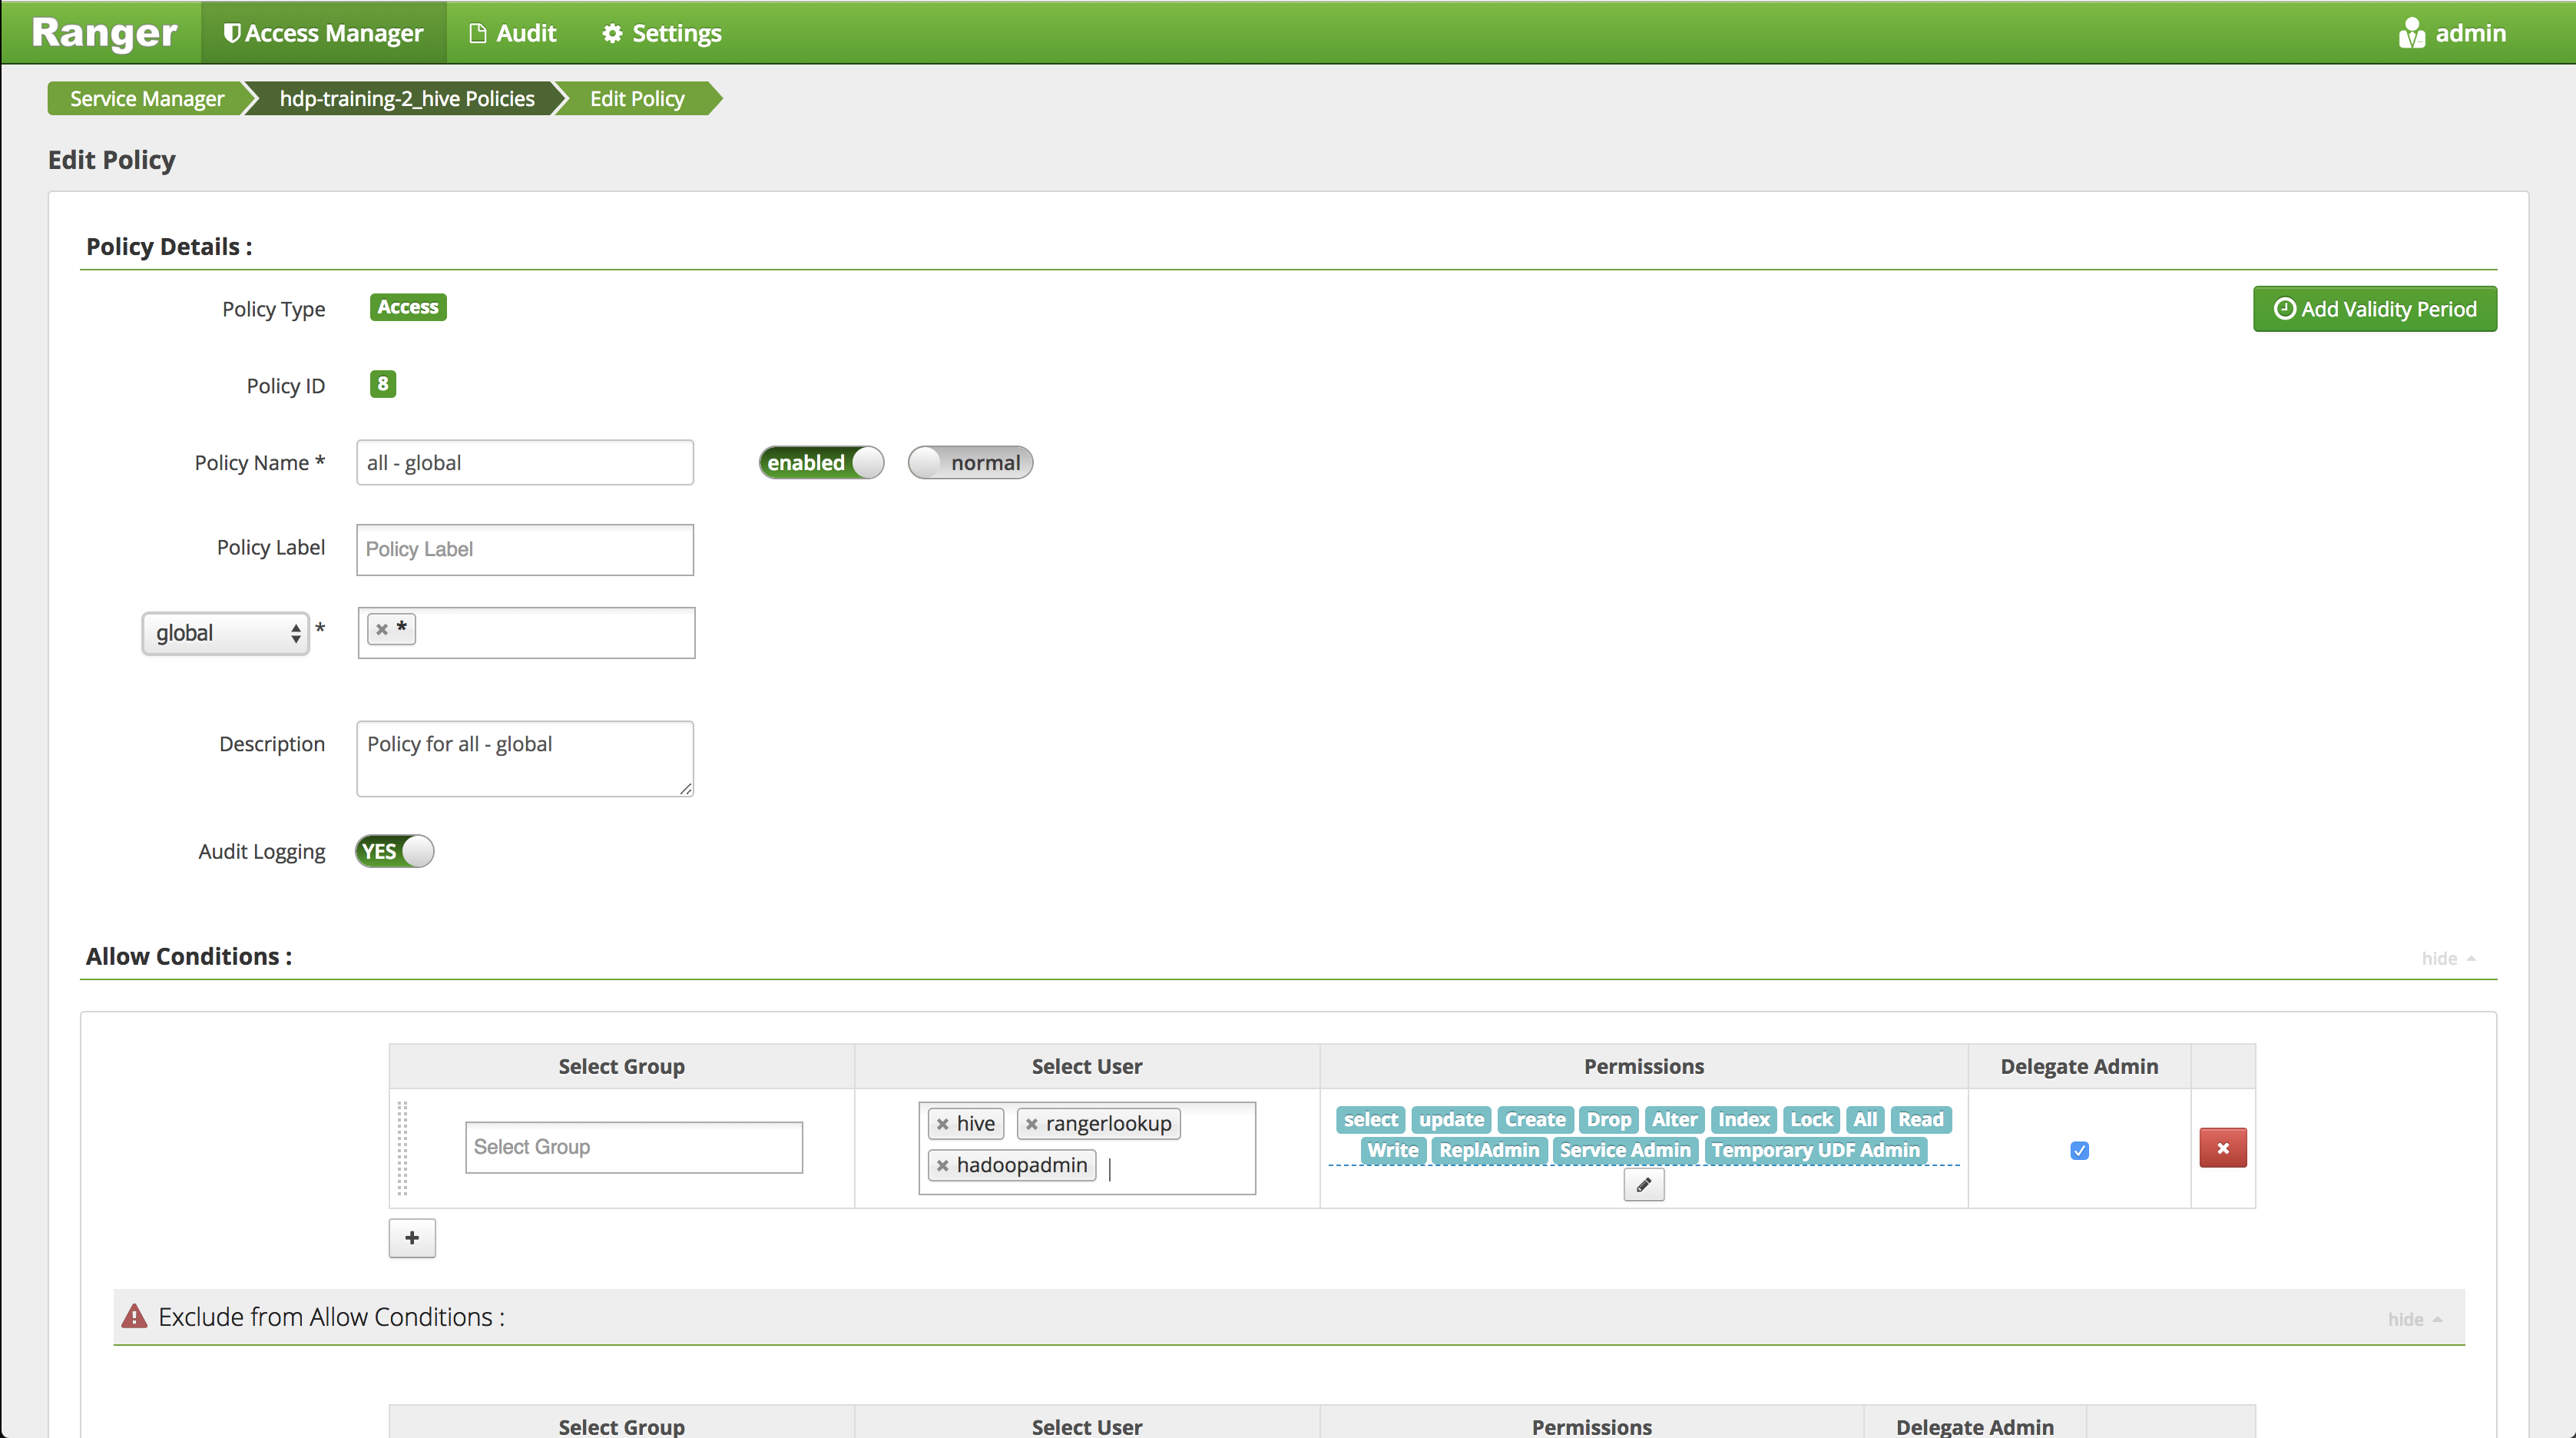 Ranger Access Manager Audit Settings admin
Service Manager hdp-training-2_hive Policies Edit Policy
Edit Policy
Policy Details :
Policy Type Access Add Validity Period
Policy ID 8
Policy Name * all - global enabled normal
Policy Label Policy Label
global * *
Description Policy for all - global
Audit Logging YES
Allow Conditions : hide
Select Group Select User Permissions Delegate Admin
Select Group hive rangerlookup select update Create Drop Alter Index Lock All Read
hadoopadmin Write ReplAdmin Service Admin Temporary UDF Admin
+
Exclude from Allow Conditions : hide
Select Group Select User Permissions Delegate Admin